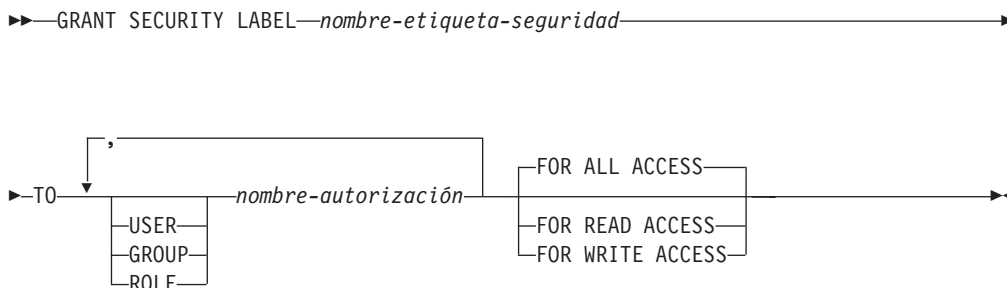 GRANT SECURITY LABEL nombre-etiqueta-seguridad
,
FOR ALL ACCESS
TO nombre-autorización
USER FOR READ ACCESS
GROUP FOR WRITE ACCESS
ROLE